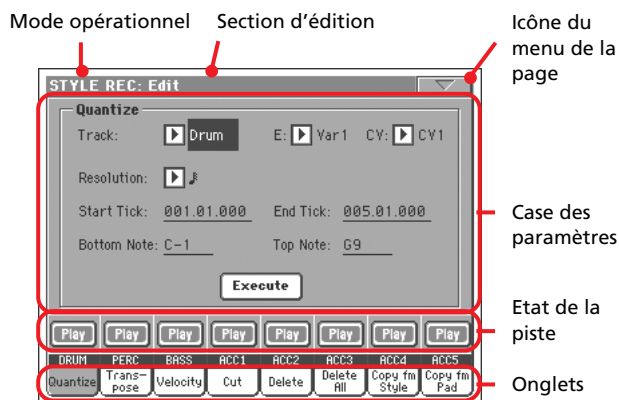 Mode opérationnel Section d'édition Icône du
menu de la
page
STYLE REC: Edit
Quantize
Track: Drum E: Var1 CV: CV1
Resolution:
Start Tick: 001.01.000 End Tick: 005.01.000
Bottom Note: C-1 Top Note: G9
Execute
Case des
paramètres
Play Play Play Play Play Play Play Play
Etat de la
piste
DRUM PERC BASS ACC1 ACC2 ACC3 ACC4 ACC5
Quantize Trans-
pose Velocity Cut Delete Delete
All Copy fm
Style Copy fm
Pad
Onglets